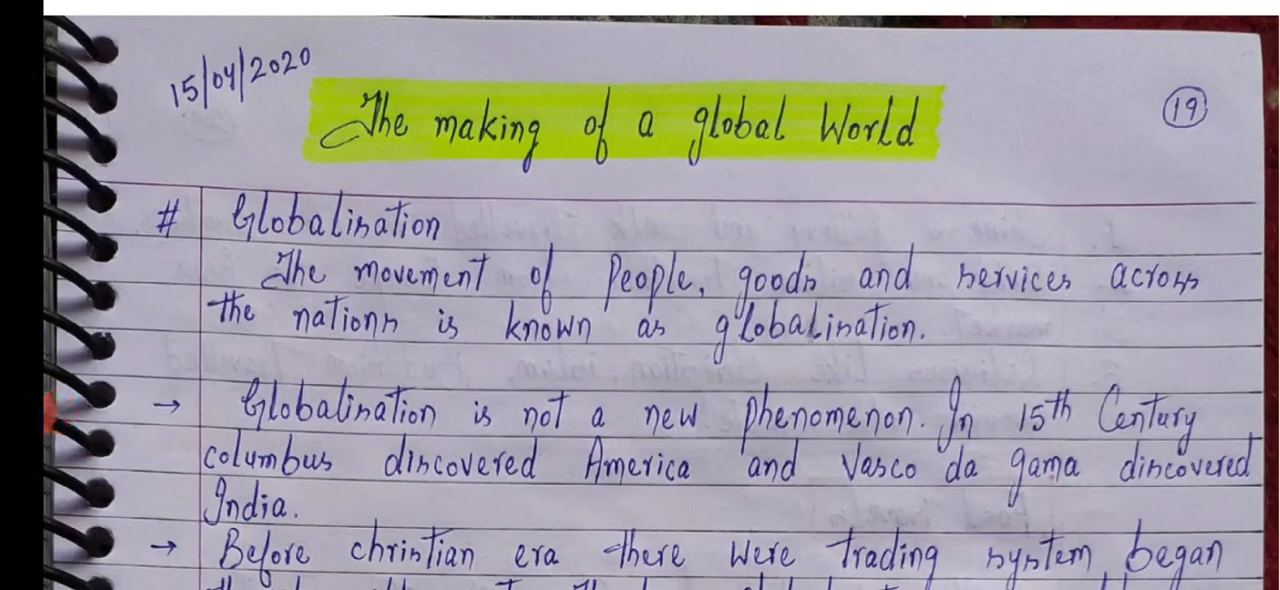 15/04/2020
The making of a global World
19
# Globalisation
The movement of People, goods and services across
the nations is known as globalisation.
→ Globalisation is not a new phenomenon. In 15th Century
columbus discovered America and Vasco da gama discovered
India.
→ Before christian era there were trading system began